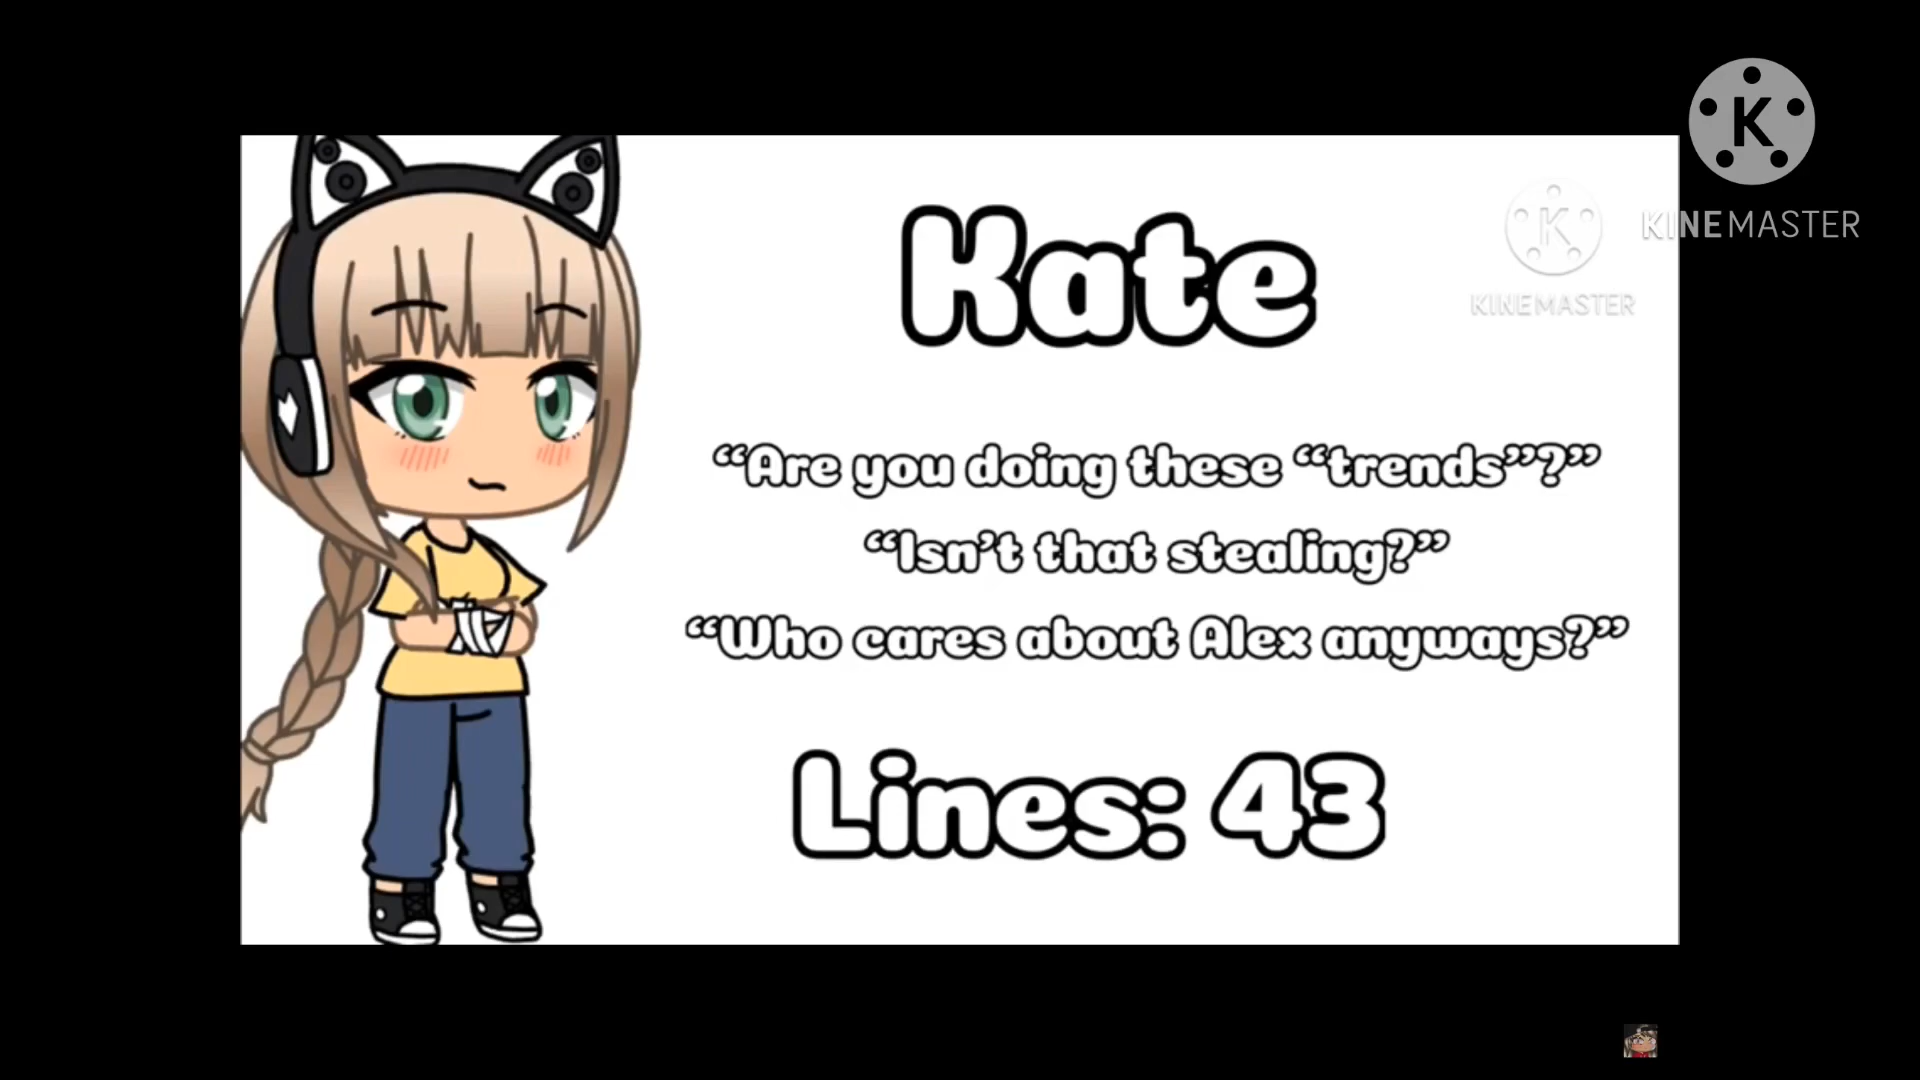 K
KINEMASTER
K
KINEMASTER
Kate
“Are you doing these “trends”?”
“Isn’t that stealing?”
“Who cares about Alex anyways?”
Lines: 43